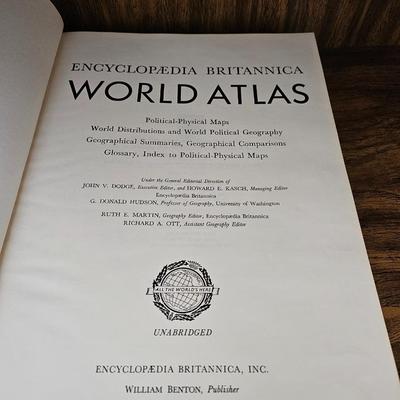 ENCYCLOPÆDIA BRITANNICA
WORLD ATLAS
Political-Physical Maps
World Distributions and World Political Geography
Geographical Summaries, Geographical Comparisons
Glossary, Index to Political-Physical Maps
Under the General Editorial Direction of
JOHN V. DODGE, Executive Editor, and HOWARD E. KASCH, Managing Editor
Encyclopædia Britannica
G. DONALD HUDSON, Professor of Geography, University of Washington
RUTH E. MARTIN, Geography Editor, Encyclopædia Britannica
RICHARD A. OTT, Assistant Geography Editor
ALL THE WORLD'S HERE
UNABRIDGED
ENCYCLOPÆDIA BRITANNICA, INC.
WILLIAM BENTON, Publisher